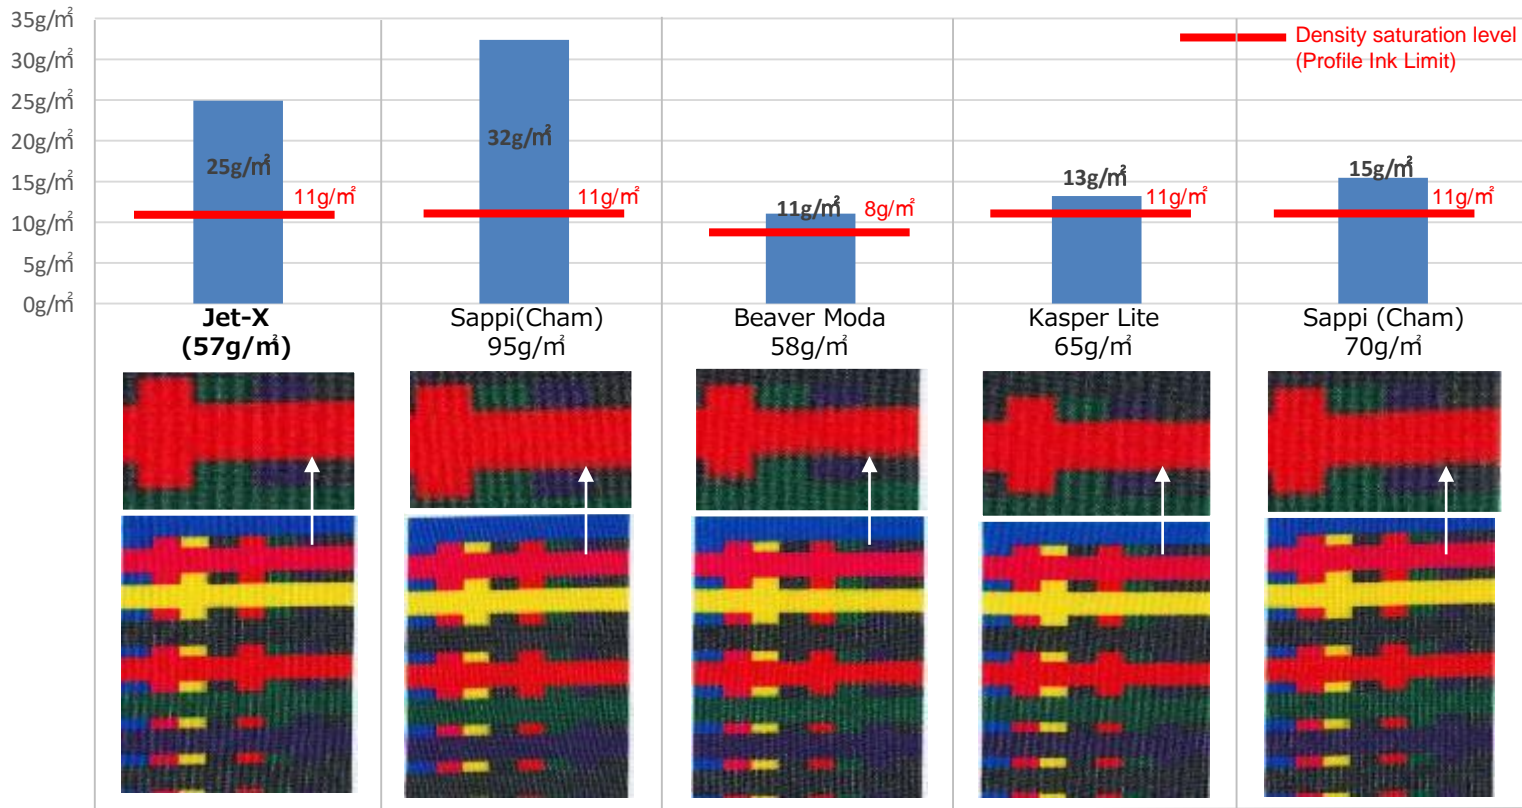 35g/㎡
30g/㎡
25g/㎡
20g/㎡
15g/㎡
10g/㎡
5g/㎡
0g/㎡
Density saturation level
(Profile Ink Limit)
25g/㎡
11g/㎡
32g/㎡
11g/㎡
11g/㎡
8g/㎡
13g/㎡
11g/㎡
15g/㎡
11g/㎡
Jet-X
(57g/㎡)
Sappi(Cham)
95g/㎡
Beaver Moda
58g/㎡
Kasper Lite
65g/㎡
Sappi (Cham)
70g/㎡